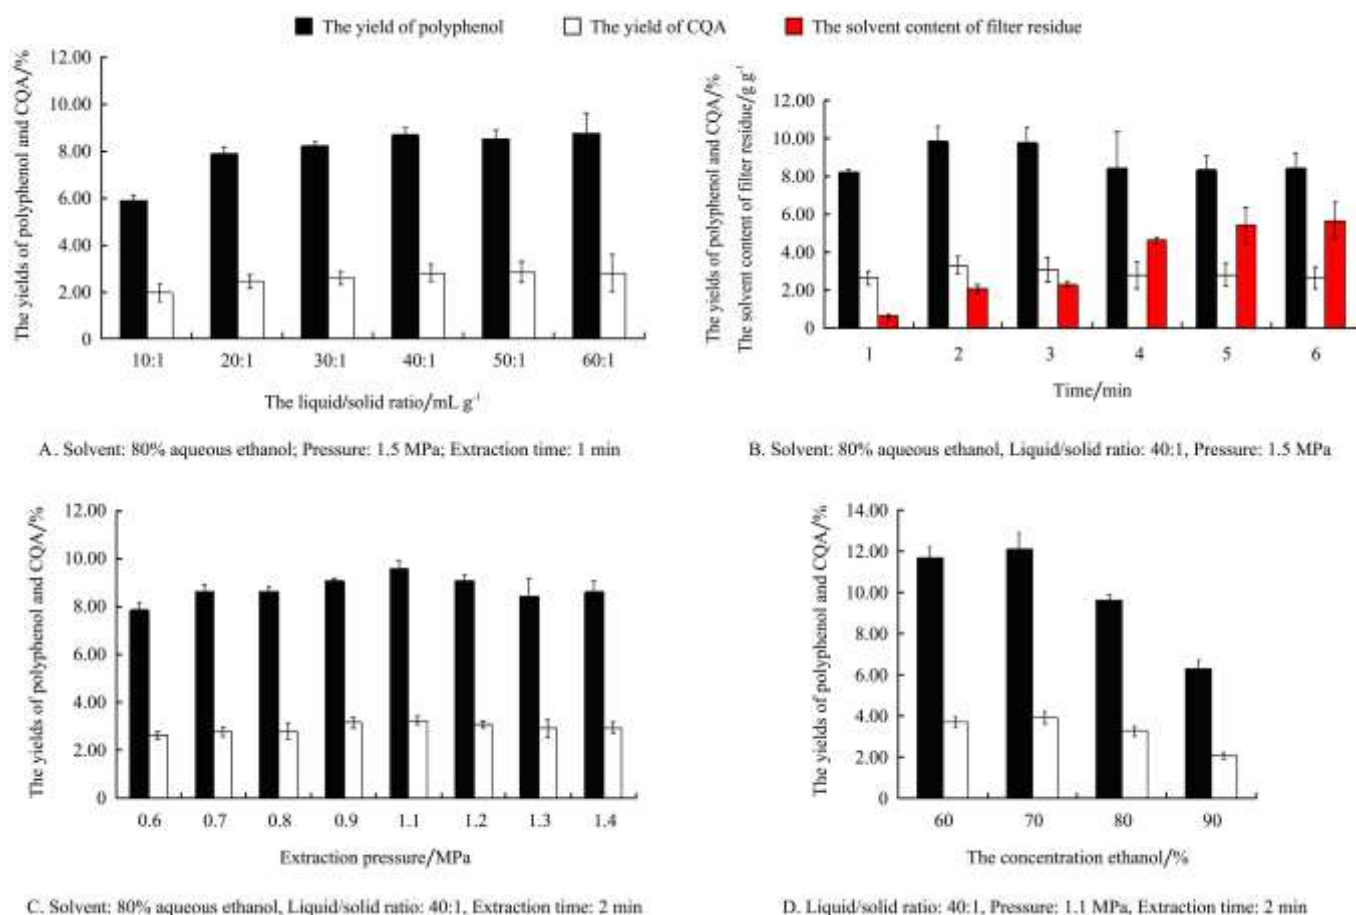 The yield of polyphenol The yield of CQA The solvent content of filter residue
The yields of polyphenol and CQA/%
12.00
10.00
8.00
6.00
4.00
2.00
0
10:1 20:1 30:1 40:1 50:1 60:1
The liquid/solid ratio/mL g⁻¹
A. Solvent: 80% aqueous ethanol; Pressure: 1.5 MPa; Extraction time: 1 min
The yields of polyphenol and CQA/%
The solvent content of filter residue/g g⁻¹
12.00
10.00
8.00
6.00
4.00
2.00
0
1 2 3 4 5 6
Time/min
B. Solvent: 80% aqueous ethanol, Liquid/solid ratio: 40:1, Pressure: 1.5 MPa
The yields of polyphenol and CQA/%
12.00
10.00
8.00
6.00
4.00
2.00
0
0.6 0.7 0.8 0.9 1.1 1.2 1.3 1.4
Extraction pressure/MPa
C. Solvent: 80% aqueous ethanol, Liquid/solid ratio: 40:1, Extraction time: 2 min
The yields of polyphenol and CQA/%
14.00
12.00
10.00
8.00
6.00
4.00
2.00
0
60 70 80 90
The concentration ethanol/%
D. Liquid/solid ratio: 40:1, Pressure: 1.1 MPa, Extraction time: 2 min